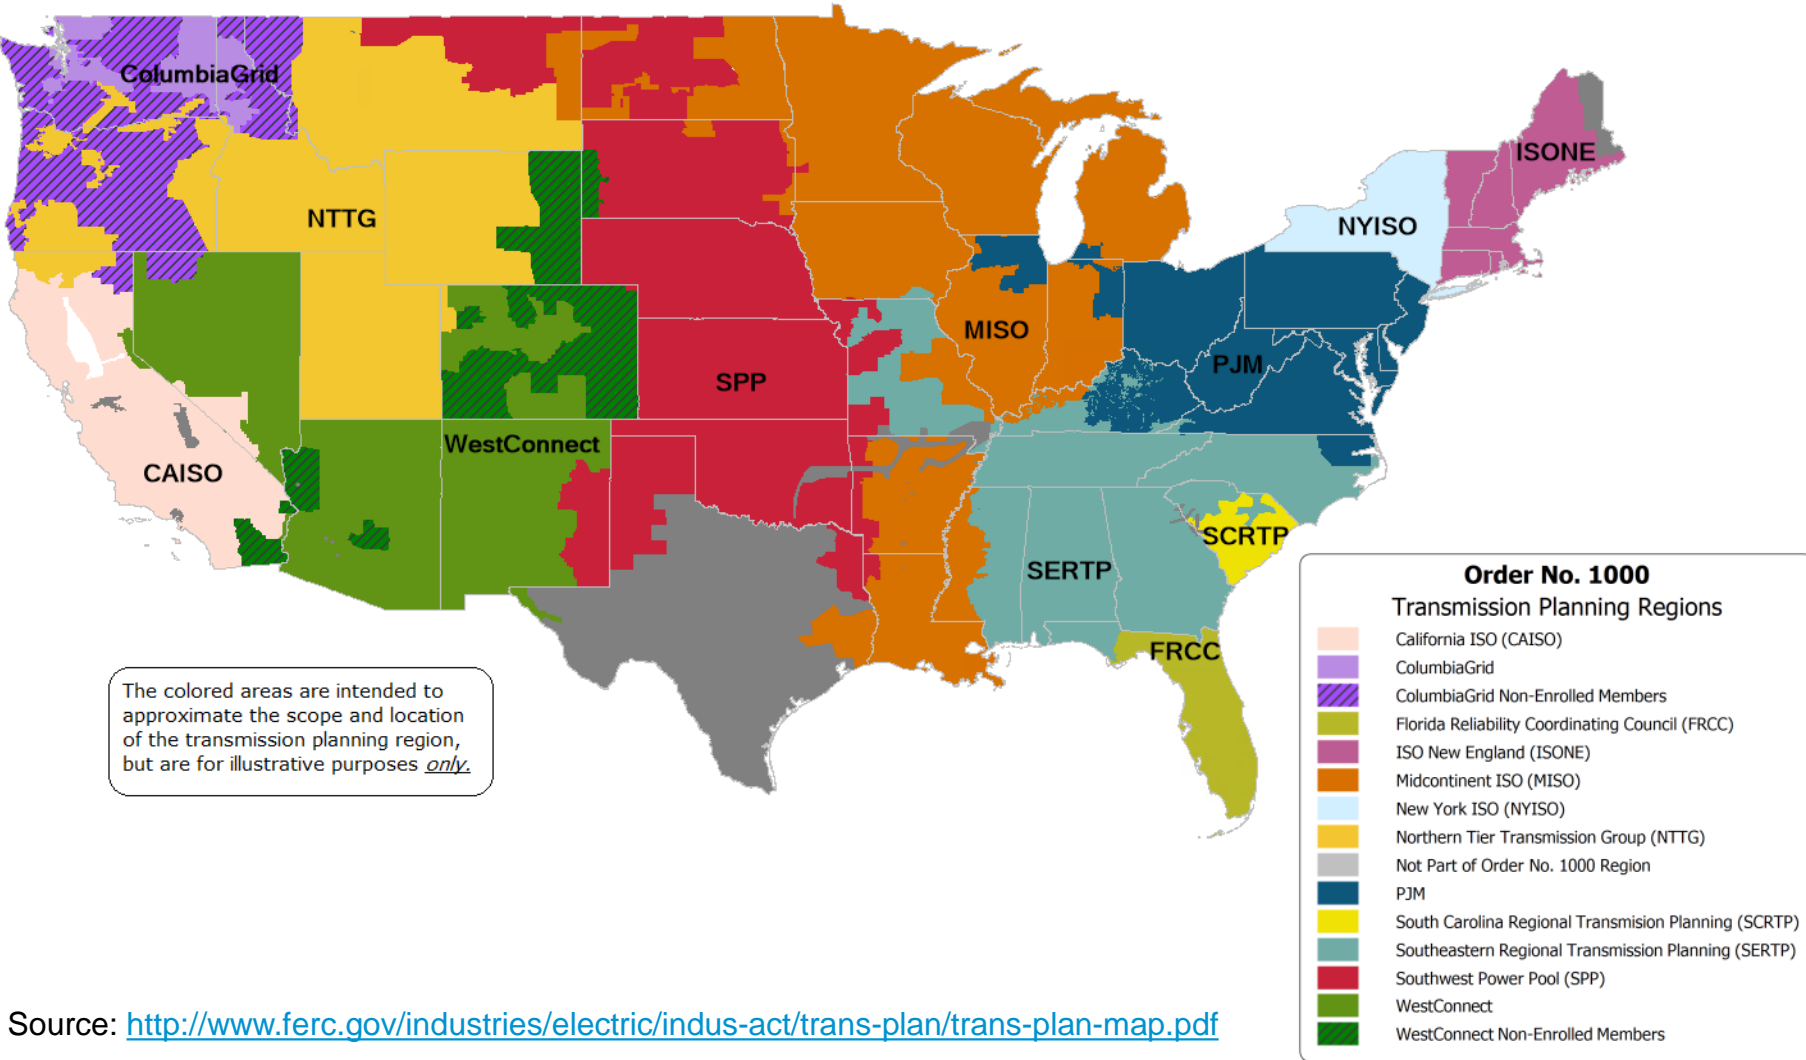 ColumbiaGrid
ISONE
NTTG
NYISO
MISO
PJM
SPP
WestConnect
CAISO
SCRTP
SERTP
FRCC
The colored areas are intended to
approximate the scope and location
of the transmission planning region,
but are for illustrative purposes only.
Order No. 1000
Transmission Planning Regions
California ISO (CAISO)
ColumbiaGrid
ColumbiaGrid Non-Enrolled Members
Florida Reliability Coordinating Council (FRCC)
ISO New England (ISONE)
Midcontinent ISO (MISO)
New York ISO (NYISO)
Northern Tier Transmission Group (NTTG)
Not Part of Order No. 1000 Region
PJM
South Carolina Regional Transmision Planning (SCRTP)
Southeastern Regional Transmission Planning (SERTP)
Southwest Power Pool (SPP)
WestConnect
WestConnect Non-Enrolled Members
Source: http://www.ferc.gov/industries/electric/indus-act/trans-plan/trans-plan-map.pdf